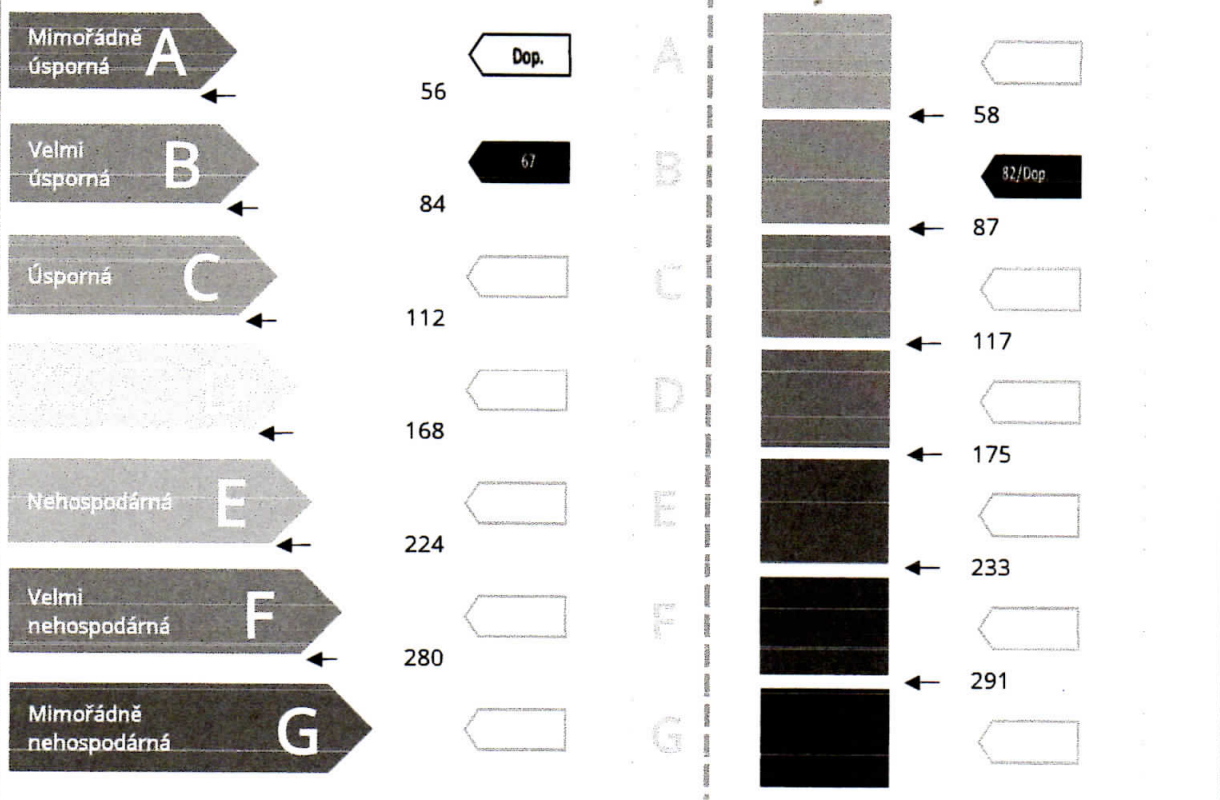 Mimořádně
úsporná A
Dop.
56
Velmi
úsporná B
67
84
Úsporná C
112
168
Nehospodárná E
224
Velmi
nehospodárná F
280
Mimořádně
nehospodárná G
A
B
C
D
E
F
G
58
82/Dop.
87
117
175
233
291